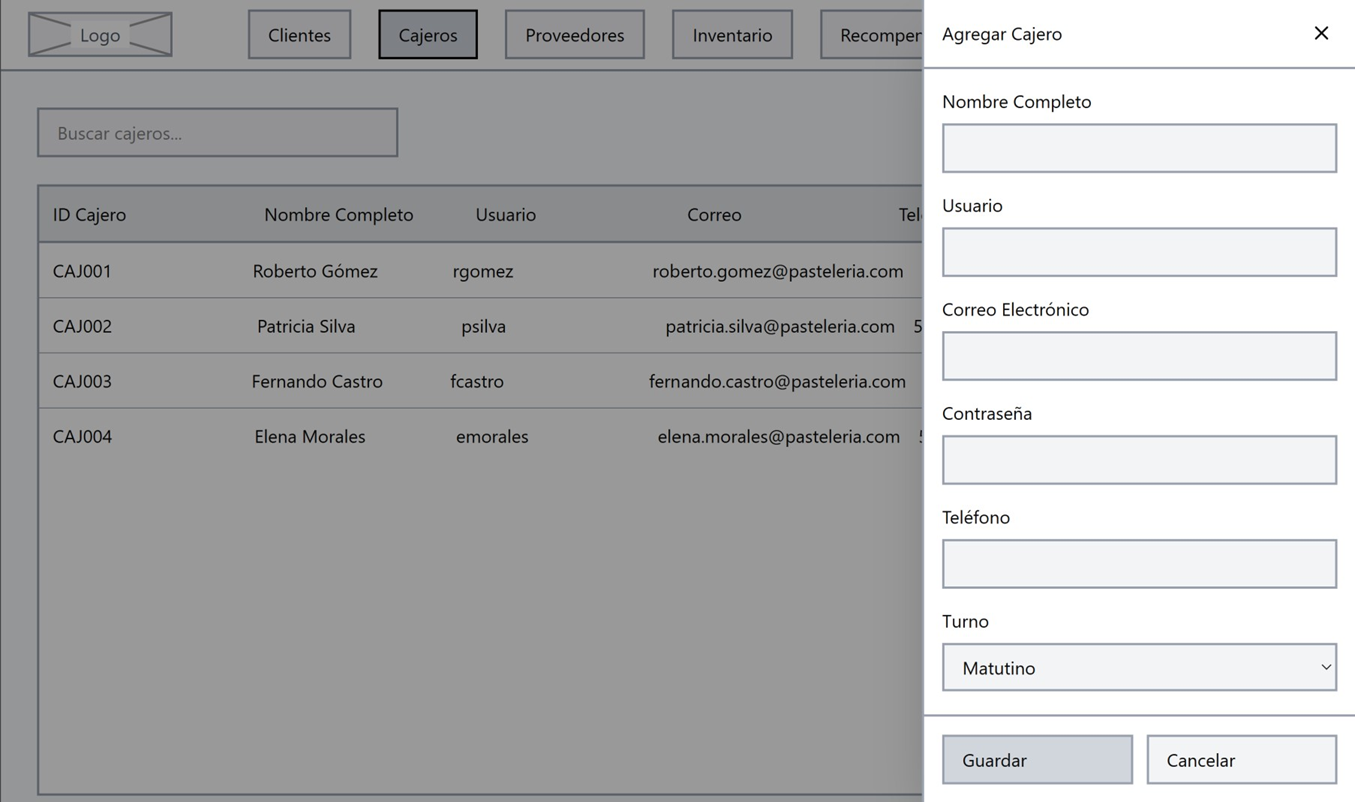 Logo Clientes Cajeros Proveedores Inventario Recomper
Buscar cajeros...
ID Cajero Nombre Completo Usuario Correo Tel
CAJ001 Roberto Gómez rgomez roberto.gomez@pasteleria.com
CAJ002 Patricia Silva psilva patricia.silva@pasteleria.com 5
CAJ003 Fernando Castro fcastro fernando.castro@pasteleria.com
CAJ004 Elena Morales emorales elena.morales@pasteleria.com
Agregar Cajero ✕
Nombre Completo
Usuario
Correo Electrónico
Contraseña
Teléfono
Turno
Matutino
Guardar Cancelar